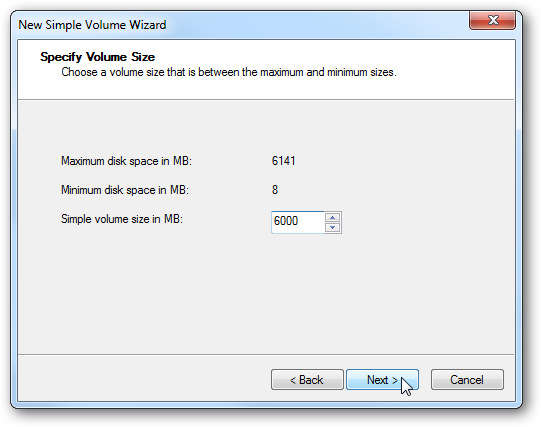 New Simple Volume Wizard
Specify Volume Size
Choose a volume size that is between the maximum and minimum sizes.
Maximum disk space in MB: 6141
Minimum disk space in MB: 8
Simple volume size in MB: 6000
< Back Next > Cancel